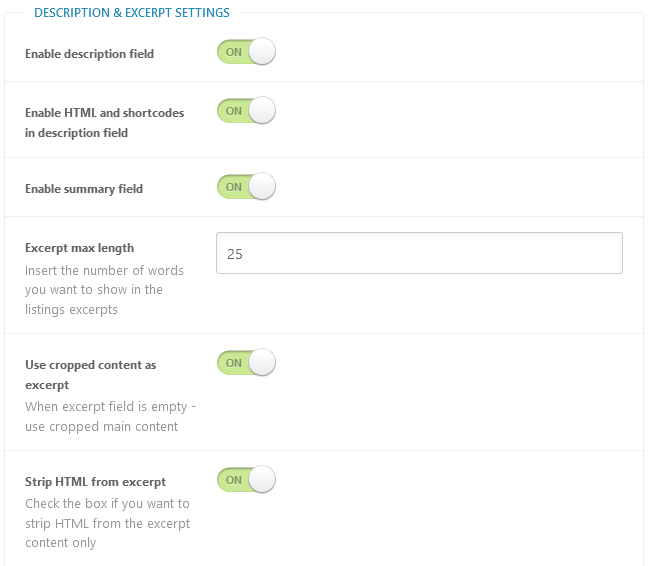 DESCRIPTION & EXCERPT SETTINGS
Enable description field
ON
Enable HTML and shortcodes
in description field
ON
Enable summary field
ON
Excerpt max length
Insert the number of words
you want to show in the
listings excerpts
25
Use cropped content as
excerpt
When excerpt field is empty -
use cropped main content
ON
Strip HTML from excerpt
Check the box if you want to
strip HTML from the excerpt
content only
ON